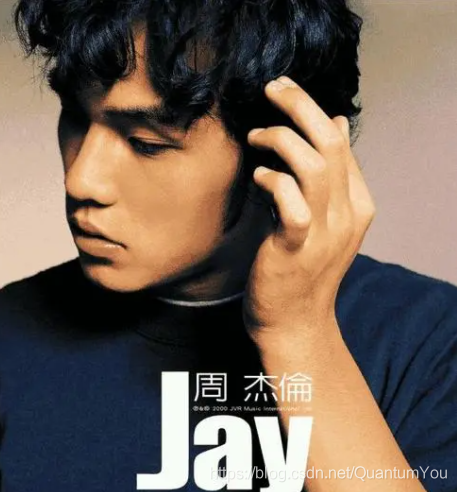 周 杰倫
℗&© 2000 JVR Music International Ltd.
Jay
https://blog.csdn.net/QuantumYou